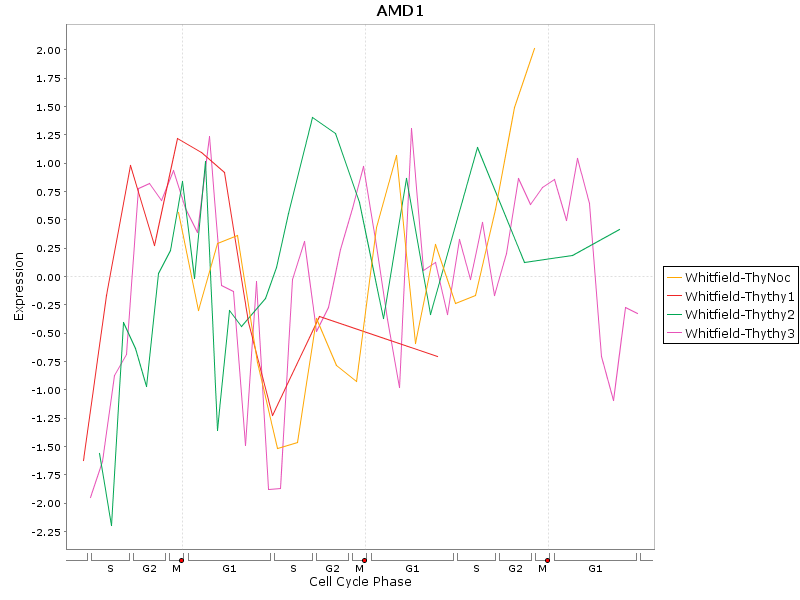 AMD1
2.00
1.75
1.50
1.25
1.00
0.75
0.50
0.25
0.00
-0.25
-0.50
-0.75
-1.00
-1.25
-1.50
-1.75
-2.00
-2.25
Expression
S G2 M G1 S G2 M G1 S G2 M G1
Cell Cycle Phase
Whitfield-ThyNoc
Whitfield-Thythy1
Whitfield-Thythy2
Whitfield-Thythy3